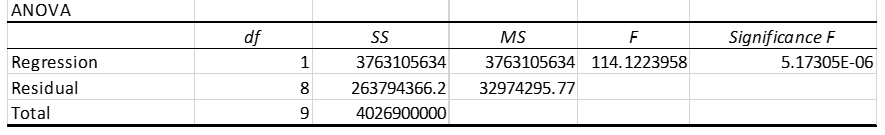 ANOVA
df SS MS F Significance F
Regression 1 3763105634 3763105634 114.1223958 5.17305E-06
Residual 8 263794366.2 32974295.77
Total 9 4026900000